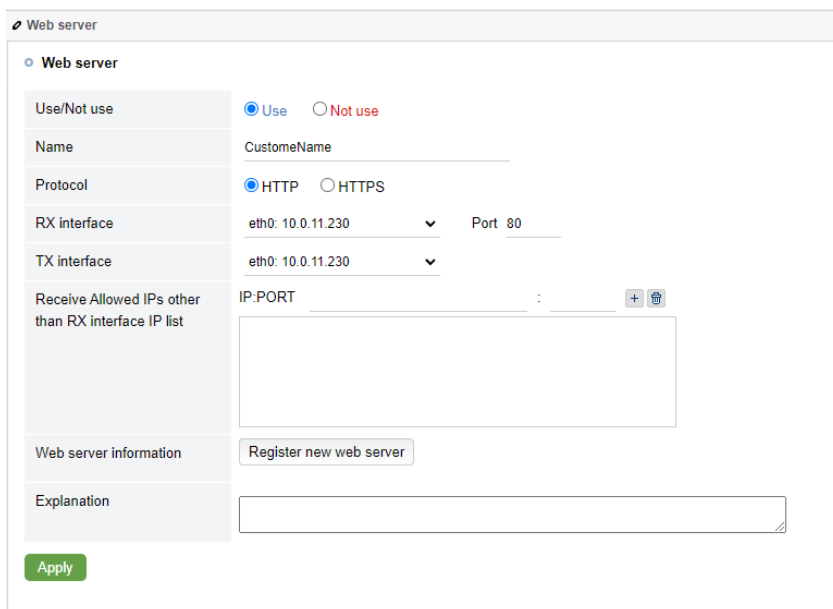 Web server
Web server
Use/Not use Use Not use
Name CustomeName
Protocol HTTP HTTPS
RX interface eth0: 10.0.11.230 Port 80
TX interface eth0: 10.0.11.230
Receive Allowed IPs other IP:PORT : +
than RX interface IP list
Web server information Register new web server
Explanation
Apply